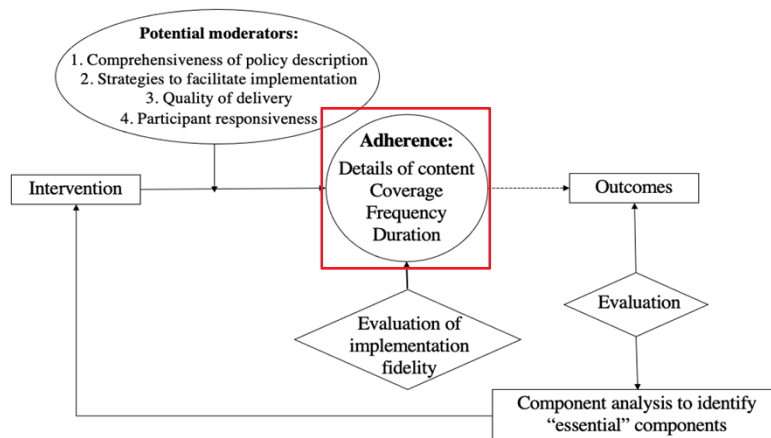 Potential moderators:
1. Comprehensiveness of policy description
2. Strategies to facilitate implementation
3. Quality of delivery
4. Participant responsiveness
Adherence:
Details of content
Coverage
Frequency
Duration
Intervention
Outcomes
Evaluation of
implementation
fidelity
Evaluation
Component analysis to identify
“essential” components